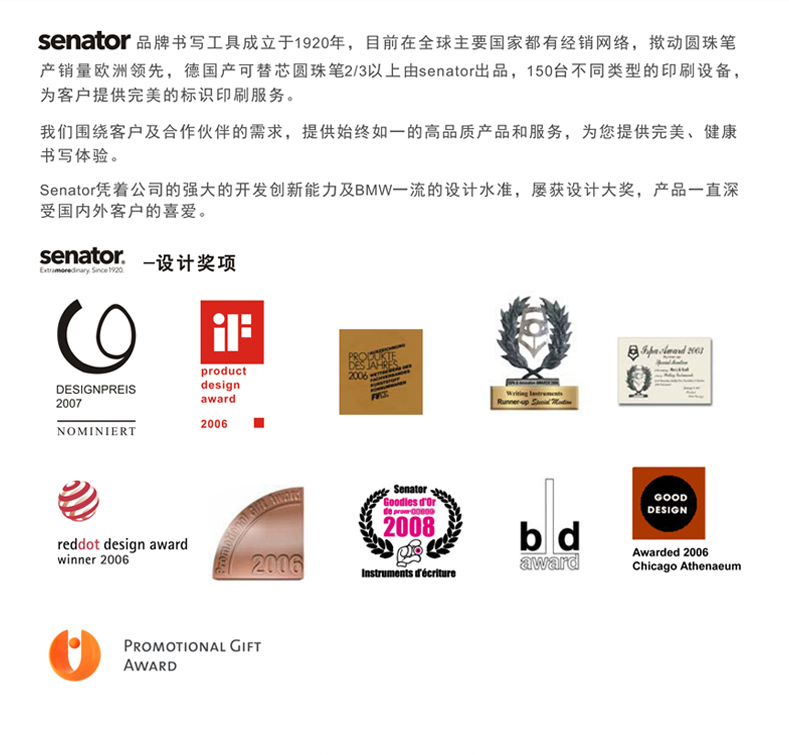 senator 品牌书写工具成立于1920年，目前在全球主要国家都有经销网络，揿动圆珠笔
产销量欧洲领先，德国产可替芯圆珠笔2/3以上由senator出品，150台不同类型的印刷设备，
为客户提供完美的标识印刷服务。
我们围绕客户及合作伙伴的需求，提供始终如一的高品质产品和服务，为您提供完美、健康
书写体验。
Senator凭着公司的强大的开发创新能力及BMW一流的设计水准，屡获设计大奖，产品一直深
受国内外客户的喜爱。
senator®
Extramoredinary. Since 1920.
–设计奖项
DESIGNPREIS
2007
NOMINIERT
iF
product
design
award
2006
AUSZEICHNUNG
PRODUKTE
DES JAHRES
2006
WETTBEWERB DES
FACHVERBANDES
KUNSTSTOFF
KONSUMWAREN
Writing Instruments
Runner-up Special Mention
Ispa Award 2003
Special Mention
reddot design award
winner 2006
Promotional Gift Award
2006
Senator
Goodies d'Or
de
2008
Instruments d'écriture
bid
award
GOOD
DESIGN
Awarded 2006
Chicago Athenaeum
PROMOTIONAL GIFT
AWARD